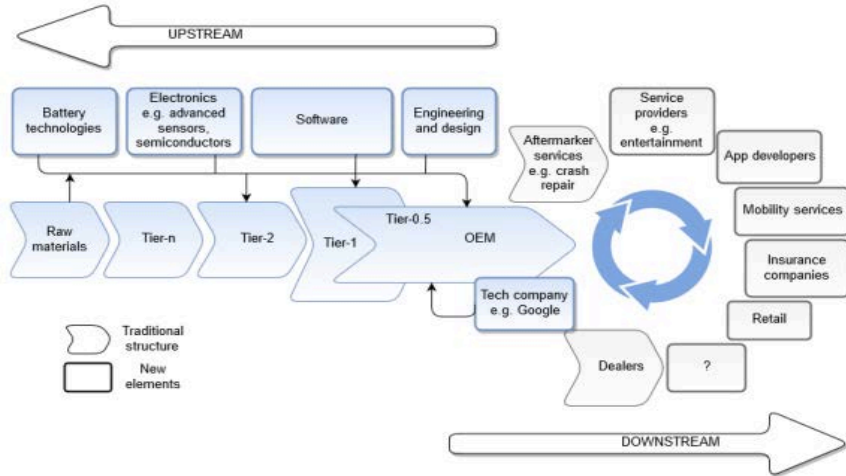 UPSTREAM
Battery
technologies
Electronics
e.g. advanced
sensors,
semiconductors
Software
Engineering
and design
Aftermarker
services
e.g. crash
repair
Service
providers
e.g.
entertainment
App developers
Mobility services
Insurance
companies
Retail
?
Dealers
Raw
materials
Tier-n
Tier-2
Tier-1
Tier-0.5
OEM
Tech company
e.g. Google
Traditional
structure
New
elements
DOWNSTREAM